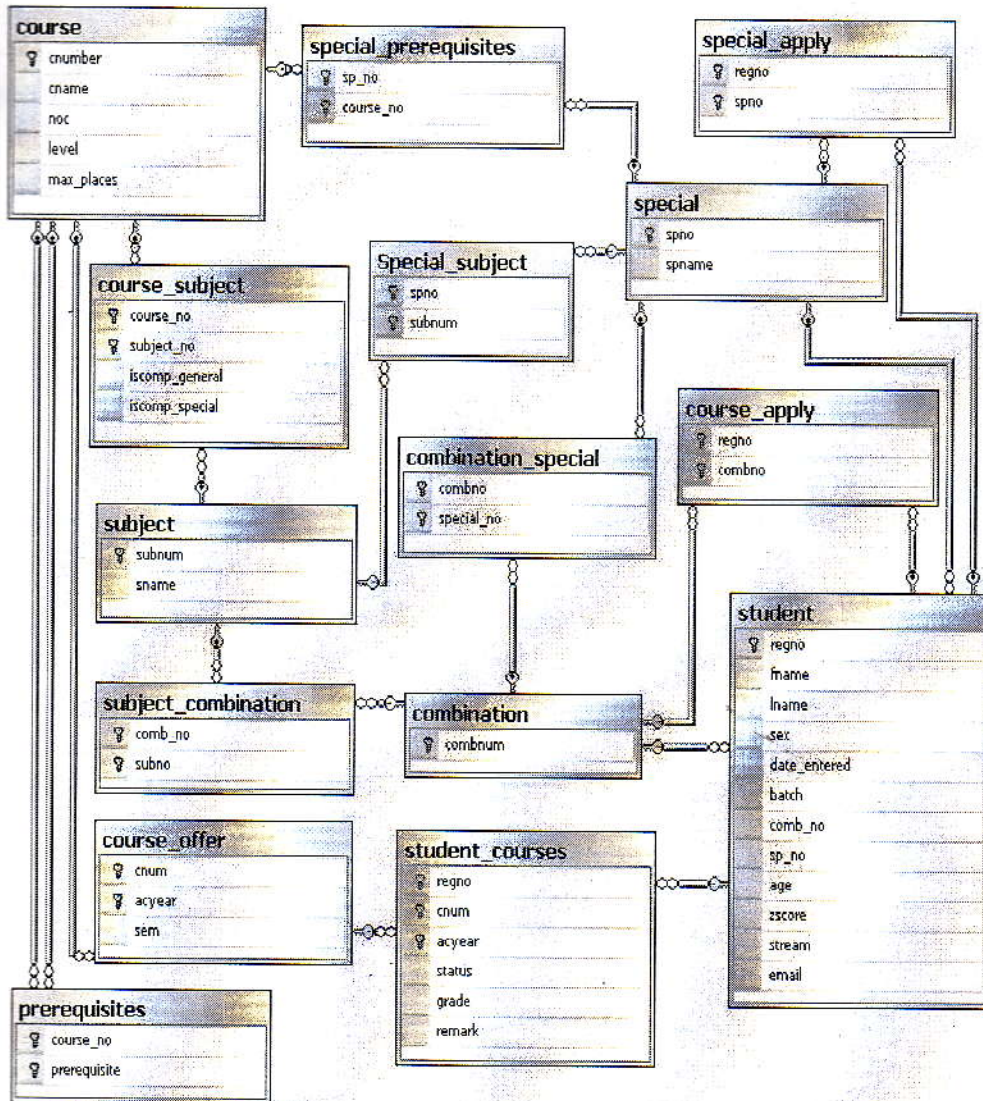 course
cnumber
cname
noc
level
max_places
special_prerequisites
sp_no
course_no
special_apply
regno
spno
special
spno
spname
Special_subject
spno
subnum
course_subject
course_no
subject_no
iscomp_general
iscomp_special
course_apply
regno
combno
combination_special
combno
special_no
subject
subnum
sname
student
regno
fname
lname
sex
date_entered
batch
comb_no
sp_no
age
zscore
stream
email
subject_combination
comb_no
subno
combination
combnum
course_offer
cnum
acyear
sem
student_courses
regno
cnum
acyear
status
grade
remark
prerequisites
course_no
prerequisite